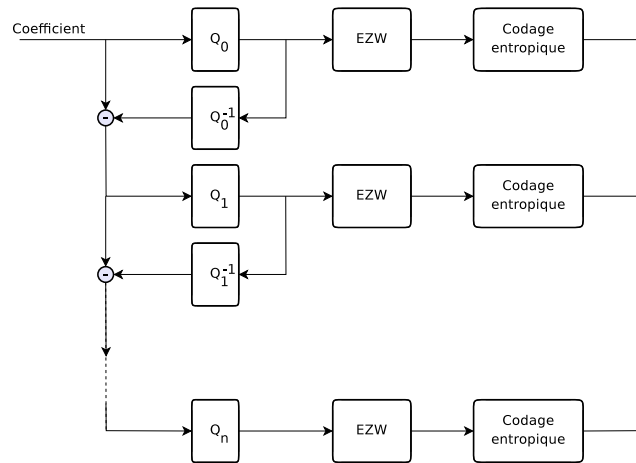 Coefficient
Q0
EZW
Codage
entropique
-
Q0-1
Q1
EZW
Codage
entropique
-
Q1-1
Qn
EZW
Codage
entropique